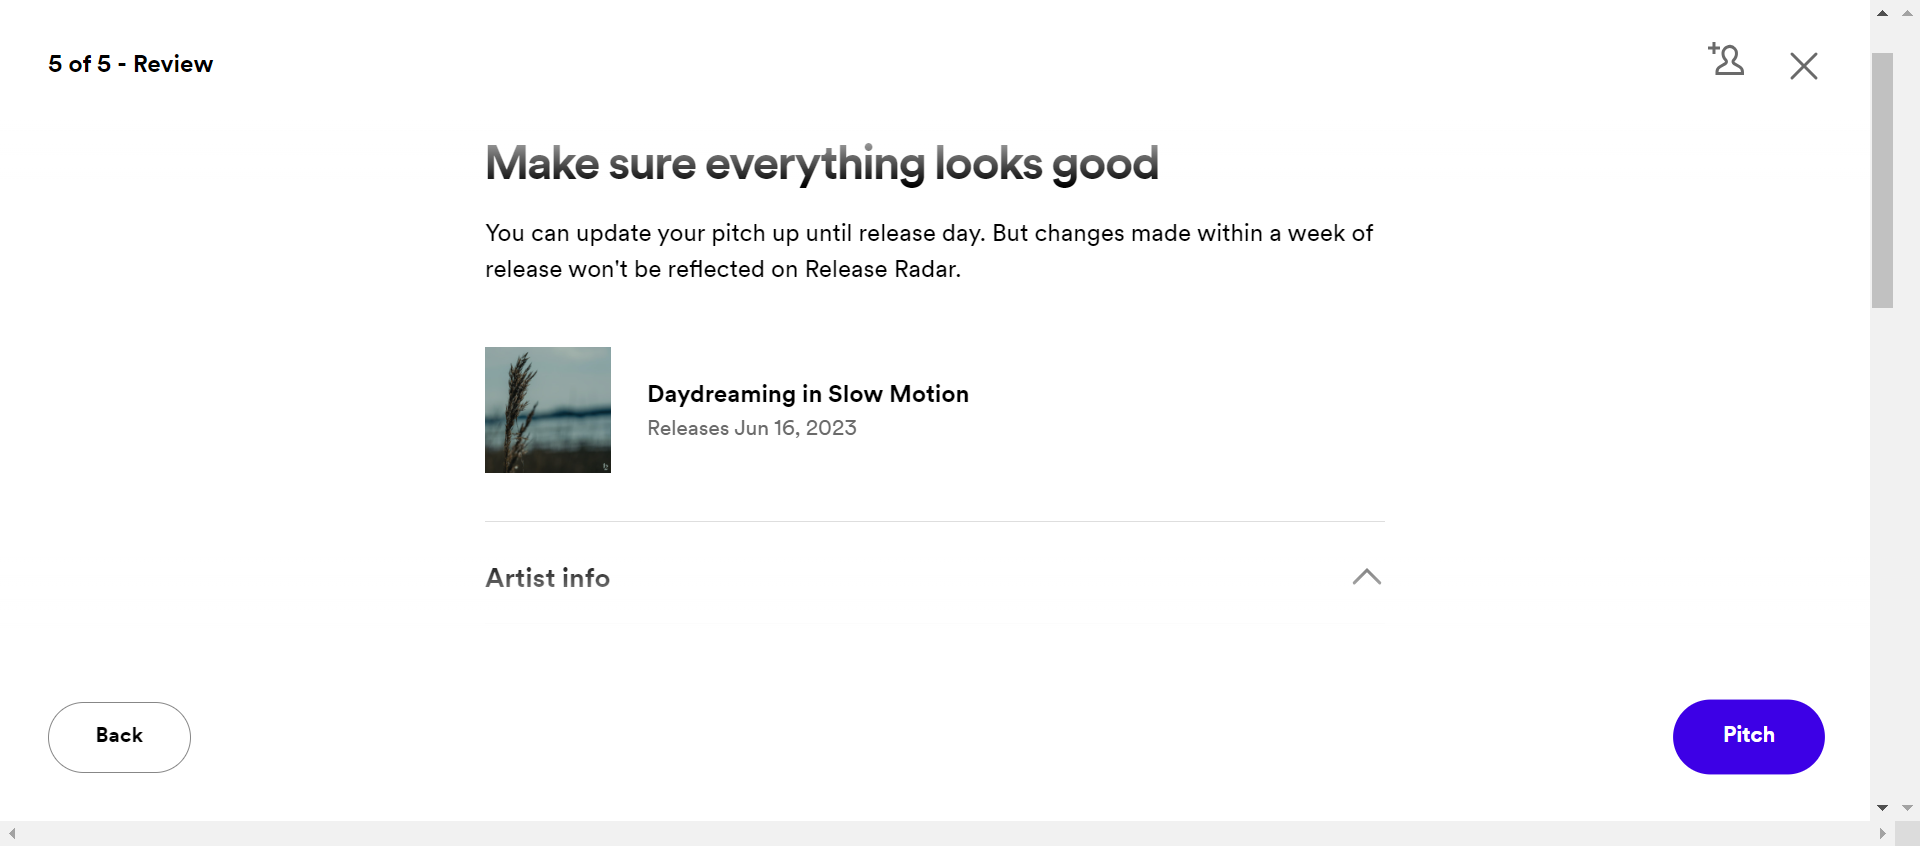 5 of 5 - Review
Make sure everything looks good
You can update your pitch up until release day. But changes made within a week of
release won't be reflected on Release Radar.
Daydreaming in Slow Motion
Releases Jun 16, 2023
Artist info
Back
Pitch